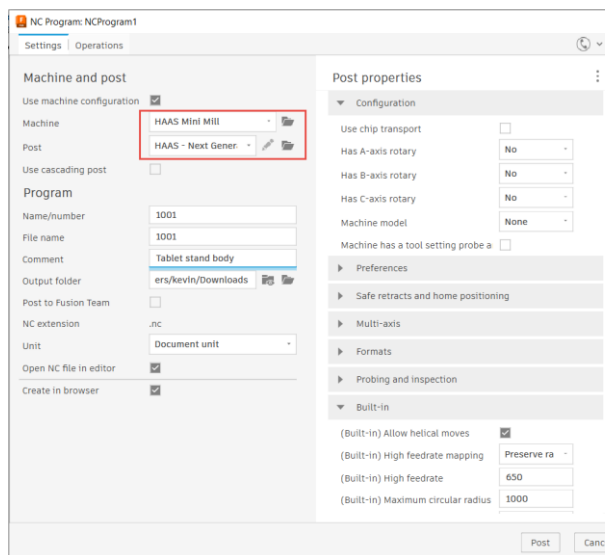 NC Program: NCProgram1
Settings Operations
Machine and post
Use machine configuration
Machine HAAS Mini Mill
Post HAAS - Next Gener
Use cascading post
Program
Name/number 1001
File name 1001
Comment Tablet stand body
Output folder ers/kevin/Downloads
Post to Fusion Team
NC extension .nc
Unit Document unit
Open NC file in editor
Create in browser
Post properties
Configuration
Use chip transport
Has A-axis rotary No
Has B-axis rotary No
Has C-axis rotary No
Machine model None
Machine has a tool setting probe a
Preferences
Safe retracts and home positioning
Multi-axis
Formats
Probing and inspection
Built-in
(Built-in) Allow helical moves
(Built-in) High feedrate mapping Preserve ra
(Built-in) High feedrate 650
(Built-in) Maximum circular radius 1000
Post Canc